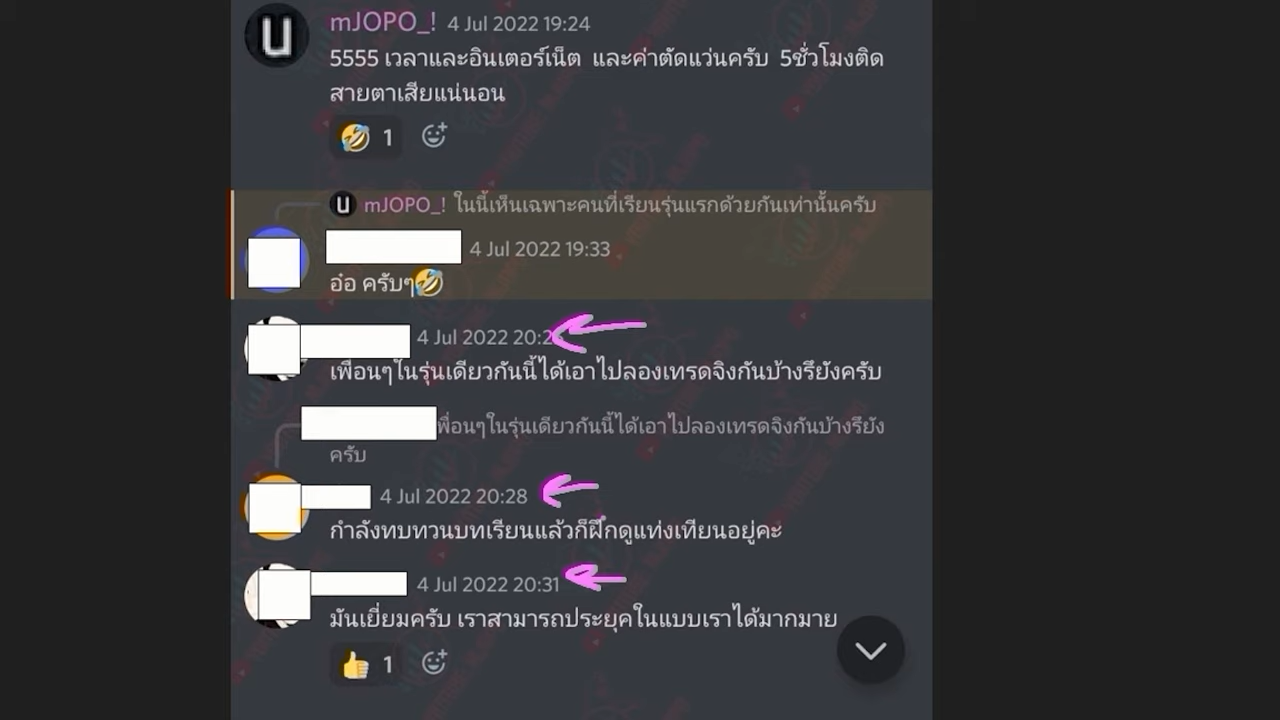 mJOPO_! 4 Jul 2022 19:24
5555 เวลาและอินเตอร์เน็ต และค่าตัดแว่นครับ 5ชั่วโมงติด
สายตาเสียแน่นอน
1
mJOPO_! ในนี้เห็นเฉพาะคนที่เรียนรุ่นแรกด้วยกันเท่านั้นครับ
4 Jul 2022 19:33
อ๋อ ครับๆ
4 Jul 2022
เพื่อนๆในรุ่นเดียวกันนี้ได้เอาไปลองเทรดจิงกันบ้างรึยังครับ
พื่อนๆในรุ่นเดียวกันนี้ได้เอาไปลองเทรดจิงกันบ้างรึยัง
ครับ
4 Jul 2022 20:28
กำลังทบทวนบทเรียนแล้วก็ฝึกดูแท่งเทียนอยู่คะ
4 Jul 2022 20:31
มันเยี่ยมครับ เราสามารถประยุคในแบบเราได้มากมาย
1